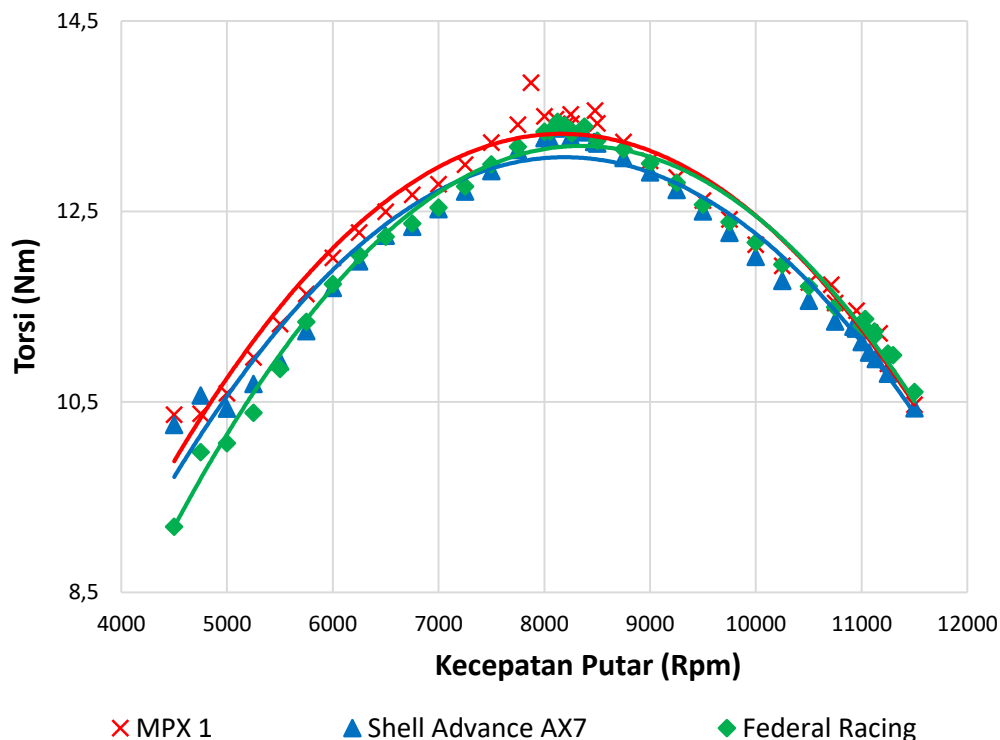 14,5
12,5
10,5
8,5
Torsi (Nm)
4000 5000 6000 7000 8000 9000 10000 11000 12000
Kecepatan Putar (Rpm)
MPX 1 Shell Advance AX7 Federal Racing